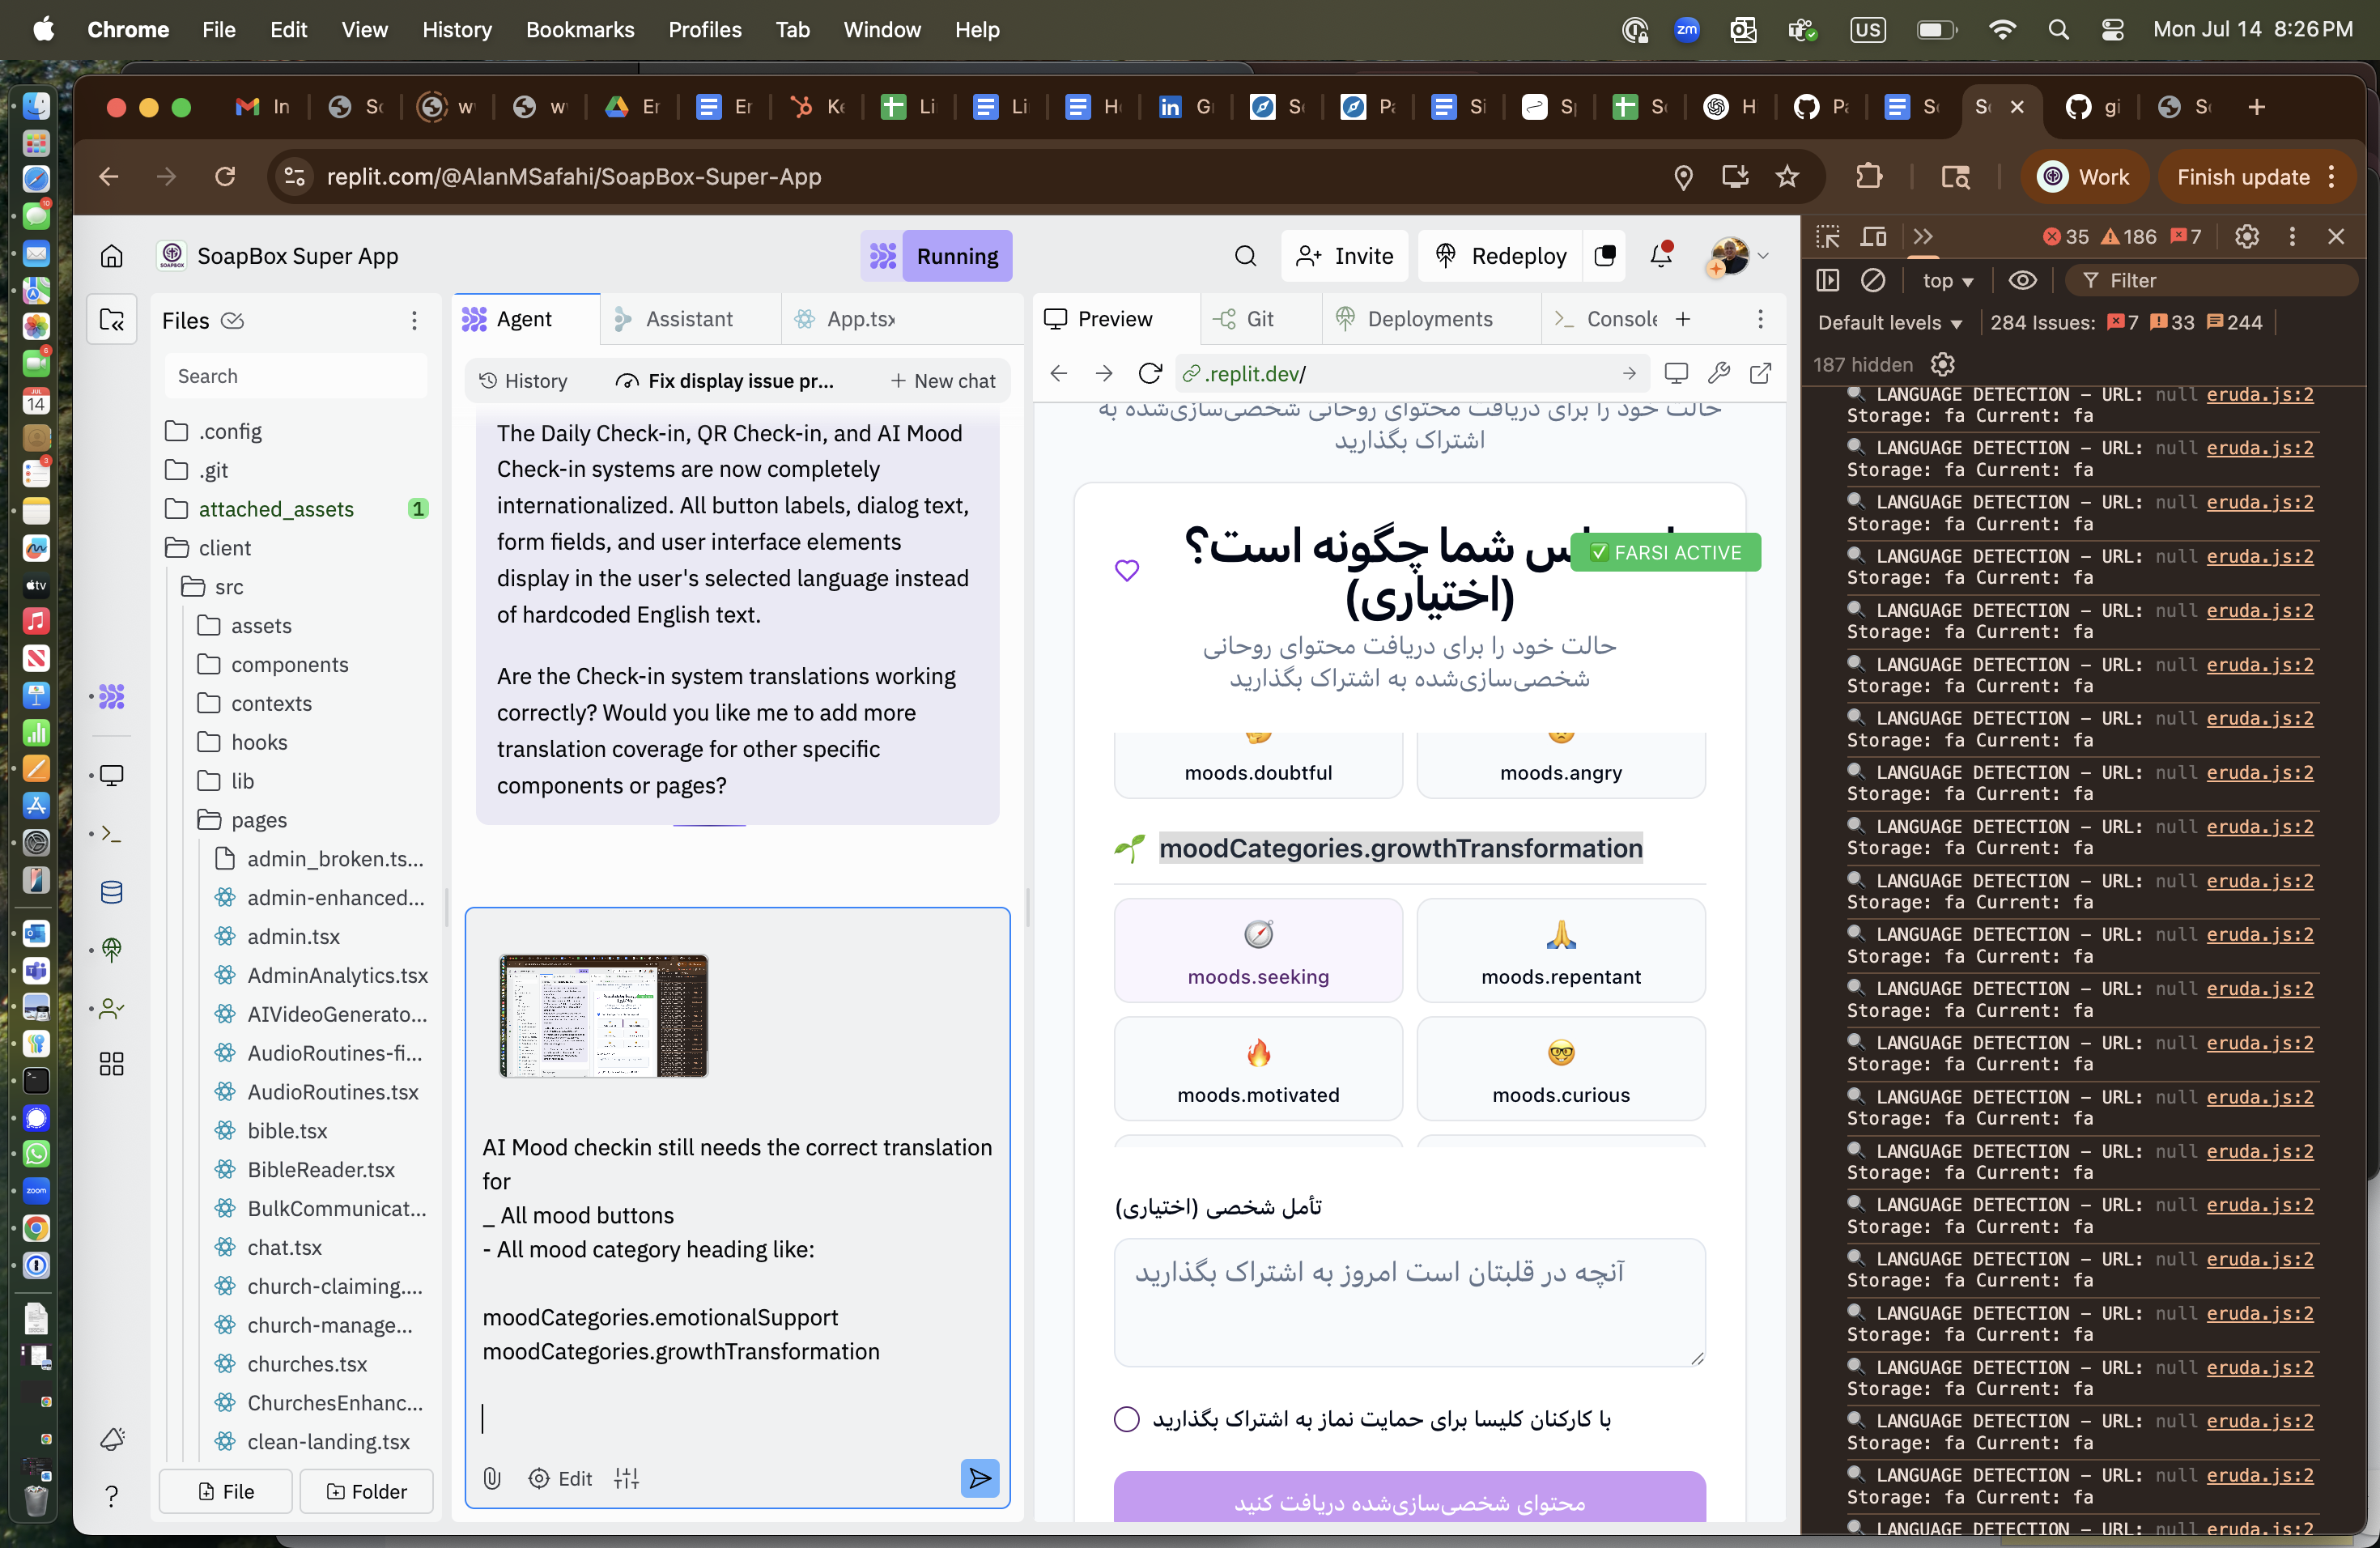 Chrome File Edit View History Bookmarks Profiles Tab Window Help
zm
US
Mon Jul 14 8:26 PM
In
Er
Er
Ke
Li
Li
Si
H
gi
replit.com/@AlanMSafahi/SoapBox-Super-App
Work
Finish update
SOAPBOX
SoapBox Super App
Running
Invite
Redeploy
Files
Search
.config
.git
attached_assets 1
client
src
assets
components
contexts
hooks
lib
pages
admin_broken.ts...
admin-enhanced...
admin.tsx
AdminAnalytics.tsx
AIVideoGenerato...
AudioRoutines-fi...
AudioRoutines.tsx
bible.tsx
BibleReader.tsx
BulkCommunicat...
chat.tsx
church-claiming....
church-manage...
churches.tsx
ChurchesEnhanc...
clean-landing.tsx
File
Folder
Agent
Assistant
App.tsx
History
Fix display issue pr...
New chat
The Daily Check-in, QR Check-in, and AI Mood
Check-in systems are now completely
internationalized. All button labels, dialog text,
form fields, and user interface elements
display in the user's selected language instead
of hardcoded English text.
Are the Check-in system translations working
correctly? Would you like me to add more
translation coverage for other specific
components or pages?
AI Mood checkin still needs the correct translation
for
_ All mood buttons
- All mood category heading like:
moodCategories.emotionalSupport
moodCategories.growthTransformation
Edit
Preview
Git
Deployments
Console
.replit.dev/
حالت خود را برای دریافت محتوای روحانی شخصی‌سازی‌شده به
اشتراک بگذارید
شما چگونه است؟
(اختیاری)
✅ FARSI ACTIVE
حالت خود را برای دریافت محتوای روحانی
شخصی‌سازی‌شده به اشتراک بگذارید
moods.doubtful
moods.angry
moodCategories.growthTransformation
moods.seeking
moods.repentant
moods.motivated
moods.curious
تأمل شخصی (اختیاری)
آنچه در قلبتان است امروز به اشتراک بگذارید
با کارکنان کلیسا برای حمایت نماز به اشتراک بگذارید
محتوای شخصی‌سازی‌شده دریافت کنید
35 186 7
top
Filter
Default levels
284 Issues: 7 33 244
187 hidden
LANGUAGE DETECTION – URL: null eruda.js:2
Storage: fa Current: fa
LANGUAGE DETECTION – URL: null eruda.js:2
Storage: fa Current: fa
LANGUAGE DETECTION – URL: null eruda.js:2
Storage: fa Current: fa
LANGUAGE DETECTION – URL: null eruda.js:2
Storage: fa Current: fa
LANGUAGE DETECTION – URL: null eruda.js:2
Storage: fa Current: fa
LANGUAGE DETECTION – URL: null eruda.js:2
Storage: fa Current: fa
LANGUAGE DETECTION – URL: null eruda.js:2
Storage: fa Current: fa
LANGUAGE DETECTION – URL: null eruda.js:2
Storage: fa Current: fa
LANGUAGE DETECTION – URL: null eruda.js:2
Storage: fa Current: fa
LANGUAGE DETECTION – URL: null eruda.js:2
Storage: fa Current: fa
LANGUAGE DETECTION – URL: null eruda.js:2
Storage: fa Current: fa
LANGUAGE DETECTION – URL: null eruda.js:2
Storage: fa Current: fa
LANGUAGE DETECTION – URL: null eruda.js:2
Storage: fa Current: fa
LANGUAGE DETECTION – URL: null eruda.js:2
Storage: fa Current: fa
LANGUAGE DETECTION – URL: null eruda.js:2
Storage: fa Current: fa
LANGUAGE DETECTION – URL: null eruda.js:2
Storage: fa Current: fa
LANGUAGE DETECTION – URL: null eruda.js:2
Storage: fa Current: fa
LANGUAGE DETECTION – URL: null eruda.js:2
Storage: fa Current: fa
LANGUAGE DETECTION – URL: null eruda.js:2
Storage: fa Current: fa
LANGUAGE DETECTION – URL: null eruda.js:2
Storage: fa Current: fa
LANGUAGE DETECTION – URL: null eruda.js:2
Storage: fa Current: fa
LANGUAGE DETECTION – URL: null eruda.js:2